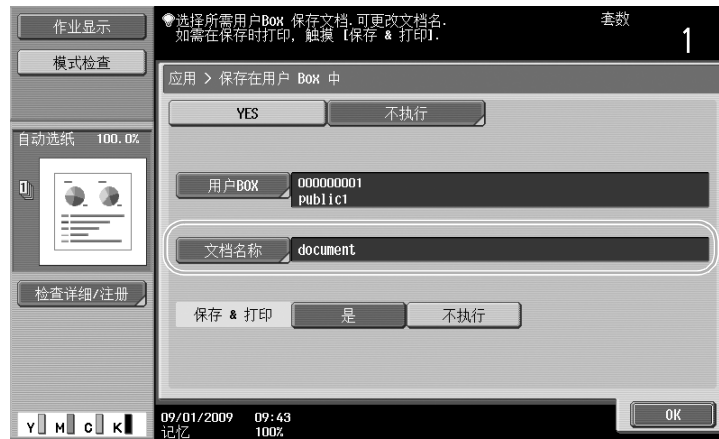 作业显示
模式检查
选择所需用户Box 保存文档.可更改文档名.
如需在保存时打印, 触摸 [保存 & 打印].
套数
1
应用 > 保存在用户 Box 中
YES
不执行
自动选纸 100.0%
1
用户BOX
000000001
public1
文档名称
document
检查详细/注册
保存 & 打印
是
不执行
Y M C K
09/01/2009 09:43
记忆 100%
OK